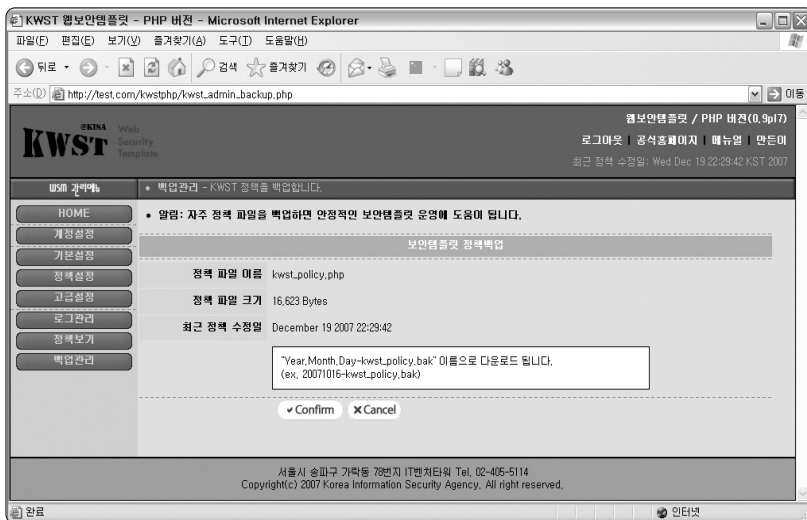 KWST 웹보안템플릿 - PHP 버전 - Microsoft Internet Explorer
파일(F) 편집(E) 보기(V) 즐겨찾기(A) 도구(T) 도움말(H)
뒤로 검색 즐겨찾기
주소(D) http://test.com/kwstphp/kwst_admin_backup.php 이동
@KISA
KWST Web Security Template
웹보안템플릿 / PHP 버전(0.9pl7)
로그아웃 | 공식홈페이지 | 메뉴얼 | 만든이
최근 정책 수정일: Wed Dec 19 22:29:42 KST 2007
WSM 관리메뉴
• 백업관리 - KWST 정책을 백업합니다.
HOME
계정설정
기본설정
정책설정
고급설정
로그관리
정책보기
백업관리
• 알림: 자주 정책 파일을 백업하면 안정적인 보안템플릿 운영에 도움이 됩니다.
보안템플릿 정책백업
정책 파일 이름 kwst_policy.php
정책 파일 크기 16,623 Bytes
최근 정책 수정일 December 19 2007 22:29:42
"Year.Month.Day-kwst_policy.bak" 이름으로 다운로드 됩니다.
(ex. 20071016-kwst_policy.bak)
Confirm Cancel
서울시 송파구 가락동 78번지 IT벤처타워 Tel. 02-405-5114
Copyright(c) 2007 Korea Information Security Agency. All right reserved.
완료 인터넷